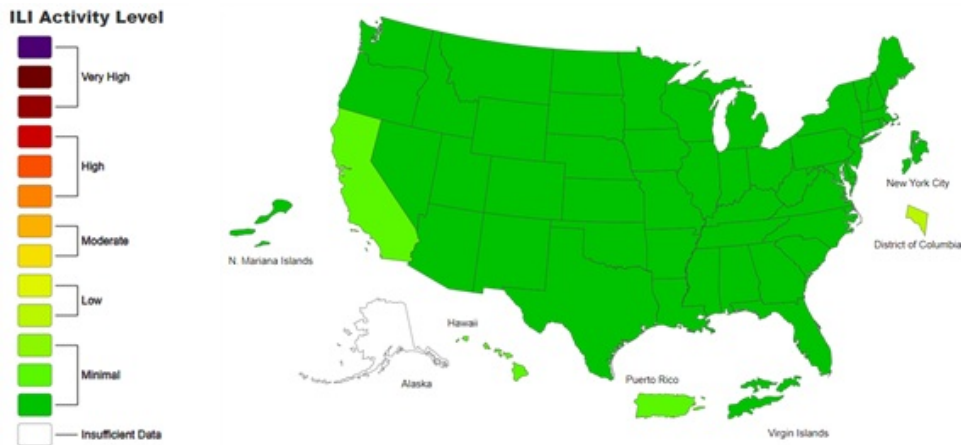 ILI Activity Level
Very High
High
Moderate
Low
Minimal
Insufficient Data
N. Mariana Islands
Alaska
Hawaii
Puerto Rico
Virgin Islands
New York City
District of Columbia